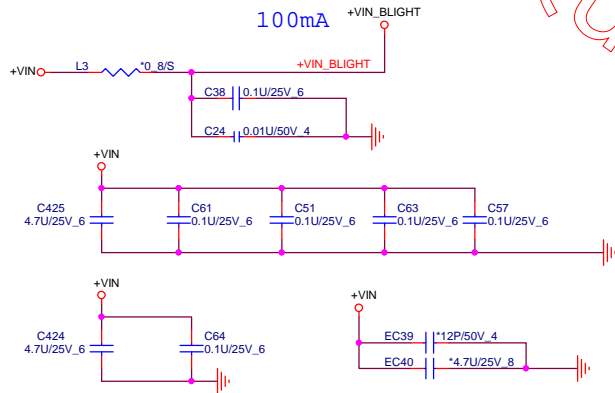 100mA
+VIN_BLIGHT
+VIN
L3
*0_8/S
+VIN_BLIGHT
C38
0.1U/25V_6
C24
0.01U/50V_4
+VIN
C425
4.7U/25V_6
C61
0.1U/25V_6
C51
0.1U/25V_6
C63
0.1U/25V_6
C57
0.1U/25V_6
+VIN
C424
4.7U/25V_6
C64
0.1U/25V_6
+VIN
EC39
*12P/50V_4
EC40
*4.7U/25V_8